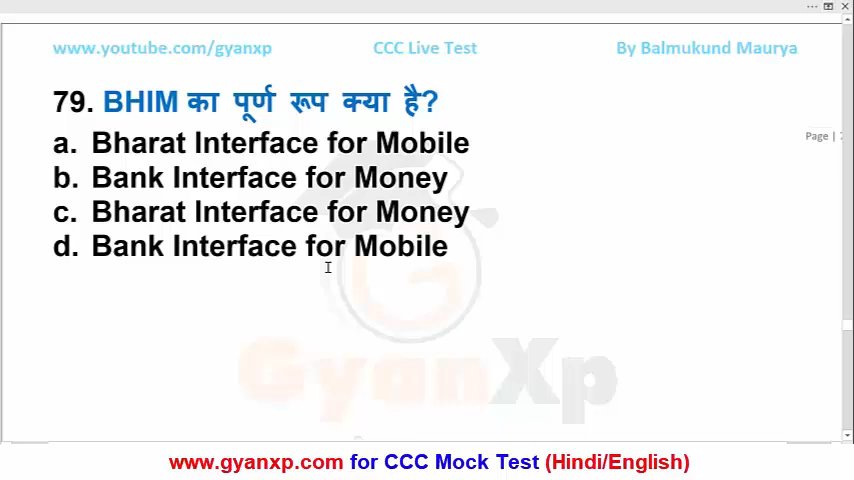 www.youtube.com/gyanxp CCC Live Test By Balmukund Maurya
79. BHIM का पूर्ण रूप क्या है?
a. Bharat Interface for Mobile
Page |
b. Bank Interface for Money
c. Bharat Interface for Money
d. Bank Interface for Mobile
GyanXp
www.gyanxp.com for CCC Mock Test (Hindi/English)